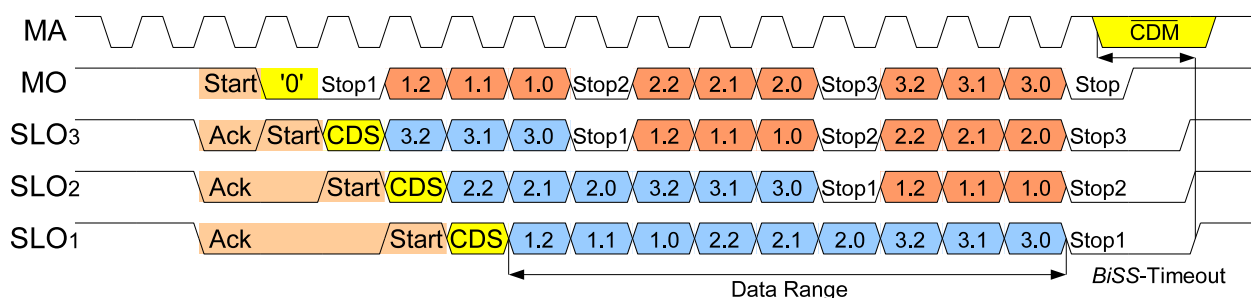 MA CDM
MO Start '0' Stop1 1.2 1.1 1.0 Stop2 2.2 2.1 2.0 Stop3 3.2 3.1 3.0 Stop
SLO3 Ack Start CDS 3.2 3.1 3.0 Stop1 1.2 1.1 1.0 Stop2 2.2 2.1 2.0 Stop3
SLO2 Ack Start CDS 2.2 2.1 2.0 3.2 3.1 3.0 Stop1 1.2 1.1 1.0 Stop2
SLO1 Ack Start CDS 1.2 1.1 1.0 2.2 2.1 2.0 3.2 3.1 3.0 Stop1
Data Range BiSS-Timeout